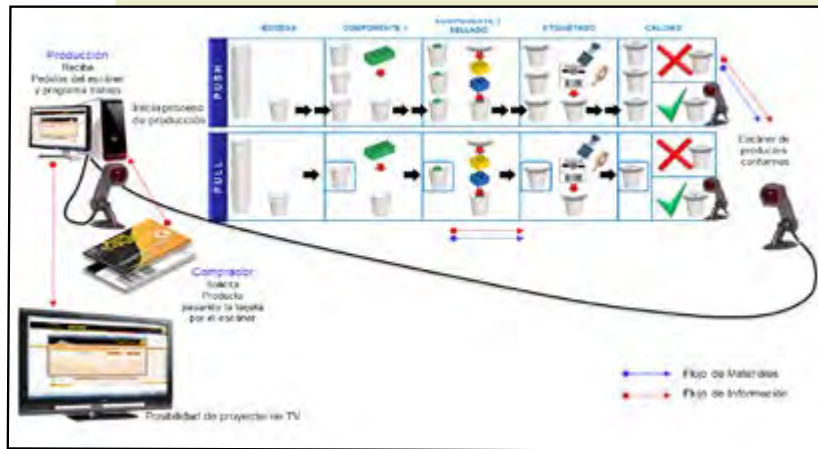 COMPONENTE 1
SELLADO
ETIQUETADO
CALIDAD
PUSH
PULL
Producción
Recibe
Pedidos del escáner
y programa trabajo
Inicia proceso
de producción
Escáner de
productos
conformes
Comprador
Solicita
Producto
pasando la tarjeta
por el escáner
Posibilidad de proyectar en TV
Flujo de Materiales
Flujo de Información